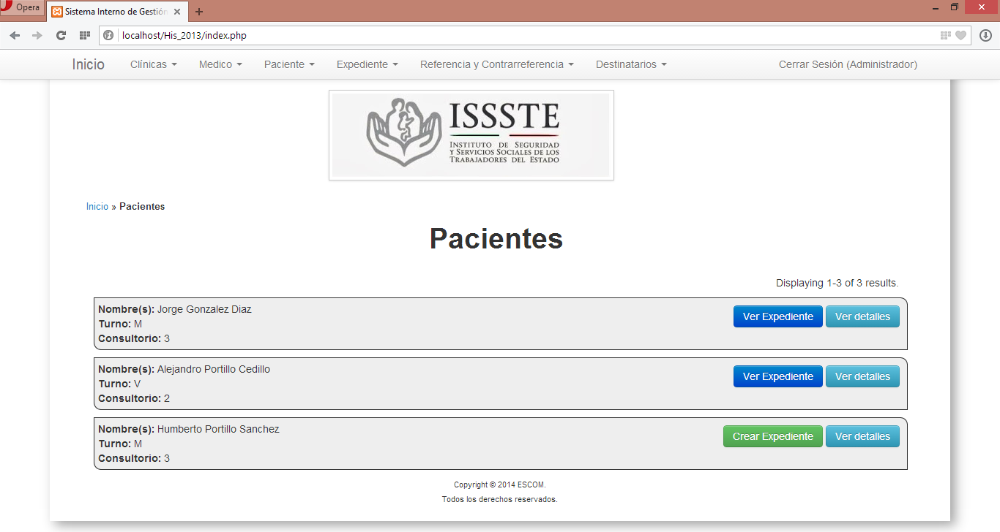 Opera
Sistema Interno de Gestión
localhost/His_2013/index.php
Inicio Clínicas Medico Paciente Expediente Referencia y Contrarreferencia Destinatarios Cerrar Sesión (Administrador)
ISSSTE
INSTITUTO DE SEGURIDAD
Y SERVICIOS SOCIALES DE LOS
TRABAJADORES DEL ESTADO
Inicio » Pacientes
Pacientes
Displaying 1-3 of 3 results.
Nombre(s): Jorge Gonzalez Diaz
Turno: M
Consultorio: 3
Ver Expediente Ver detalles
Nombre(s): Alejandro Portillo Cedillo
Turno: V
Consultorio: 2
Ver Expediente Ver detalles
Nombre(s): Humberto Portillo Sanchez
Turno: M
Consultorio: 3
Crear Expediente Ver detalles
Copyright © 2014 ESCOM.
Todos los derechos reservados.